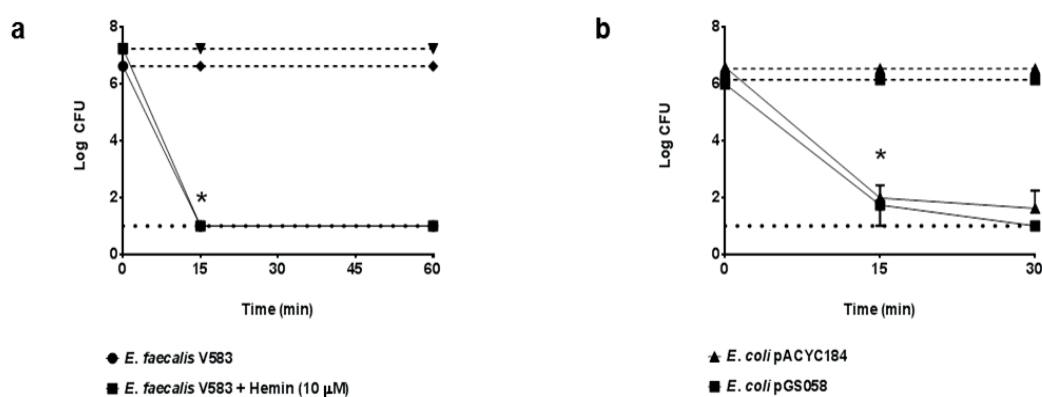 a
8
6
4
2
0
Log CFU
*
0
15
30
45
60
Time (min)
E. faecalis V583
E. faecalis V583 + Hemin (10 μM)
b
8
6
4
2
0
Log CFU
*
0
15
30
Time (min)
E. coli pACYC184
E. coli pGS058